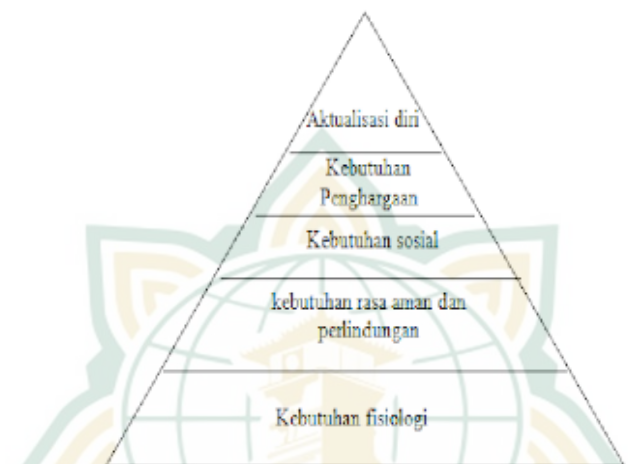 Aktualisasi diri
Kebutuhan
Penghargaan
Kebutuhan sosial
kebutuhan rasa aman dan
perlindungan
Kebutuhan fisiologi